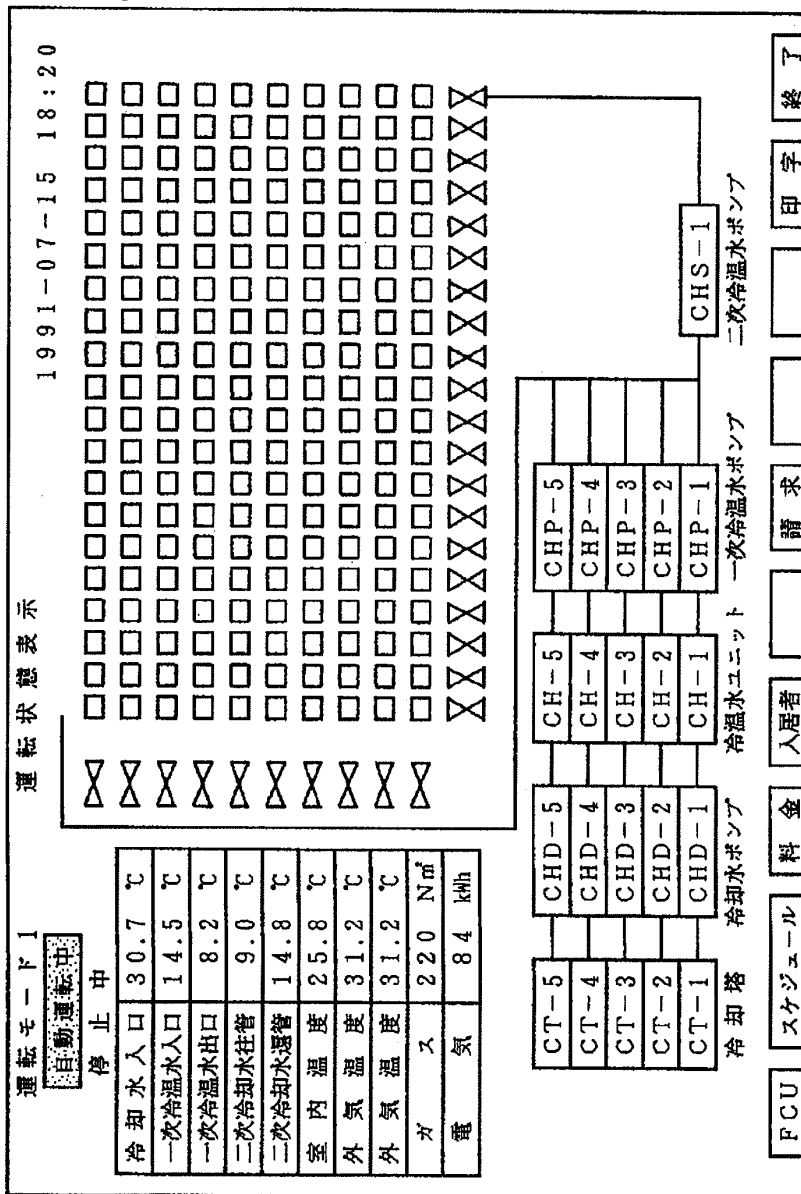 運転モード1 運転状態表示 1991-07-15 18:20
自動運転中
停止中
冷却水入口 30.7 ℃
一次冷温水入口 14.5 ℃
一次冷温水出口 8.2 ℃
二次冷却水往管 9.0 ℃
二次冷却水還管 14.8 ℃
室内温度 25.8 ℃
外気温度 31.2 ℃
外気温度 31.2 ℃
ガス 220 Nm³
電気 84 kWh
CT-5 CHD-5 CH-5 CHP-5
CT-4 CHD-4 CH-4 CHP-4
CT-3 CHD-3 CH-3 CHP-3
CT-2 CHD-2 CH-2 CHP-2
CT-1 CHD-1 CH-1 CHP-1 CHS-1
冷却塔 冷却水ポンプ 冷温水ユニット 一次冷温水ポンプ 二次冷温水ポンプ
FCU スケジュール 料金 入居者 請求 印字 終了